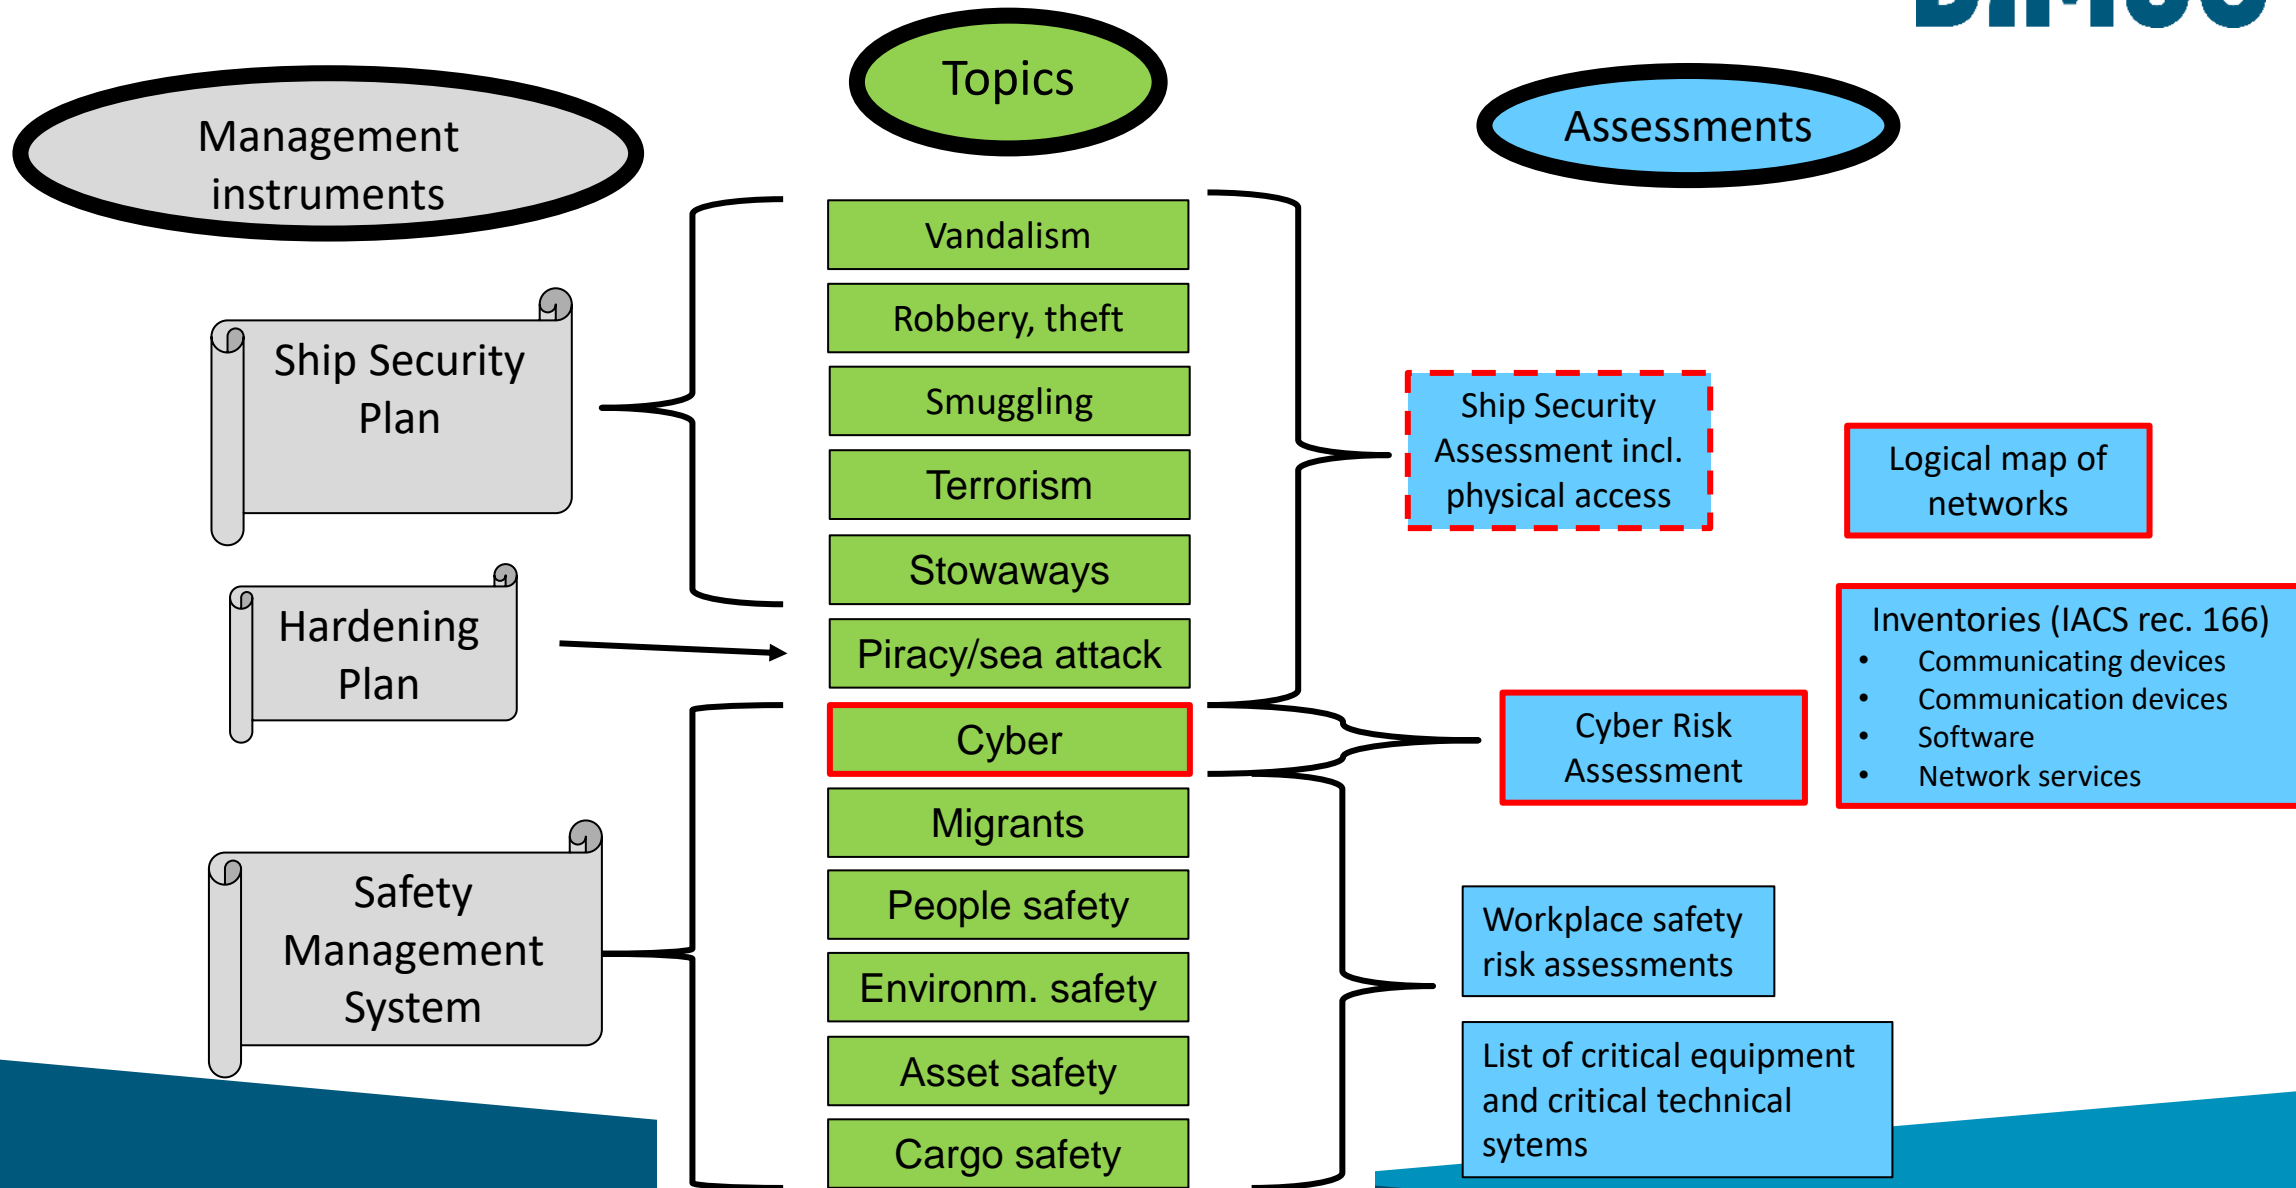 Management
instruments
Topics
Assessments
Ship Security
Plan
Hardening
Plan
Safety
Management
System
Vandalism
Robbery, theft
Smuggling
Terrorism
Stowaways
Piracy/sea attack
Cyber
Migrants
People safety
Environm. safety
Asset safety
Cargo safety
Ship Security
Assessment incl.
physical access
Logical map of
networks
Inventories (IACS rec. 166)
• Communicating devices
• Communication devices
• Software
• Network services
Cyber Risk
Assessment
Workplace safety
risk assessments
List of critical equipment
and critical technical
sytems